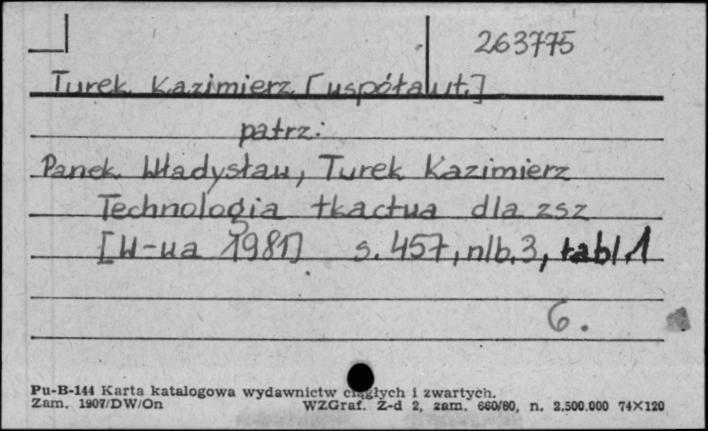 263775
Turek Kazimierz [współaut.]
patrz:
Panek Władysław, Turek Kazimierz
Technologia tkactwa dla zsz
[W-wa 1981] s. 457, nlb. 3, tabl. 1
6.
Pu-B-144 Karta katalogowa wydawnictw ciągłych i zwartych.
Zam. 1907/DW/On WZGraf. Z-d 2, zam. 660/80, n. 2.500.000 74×120